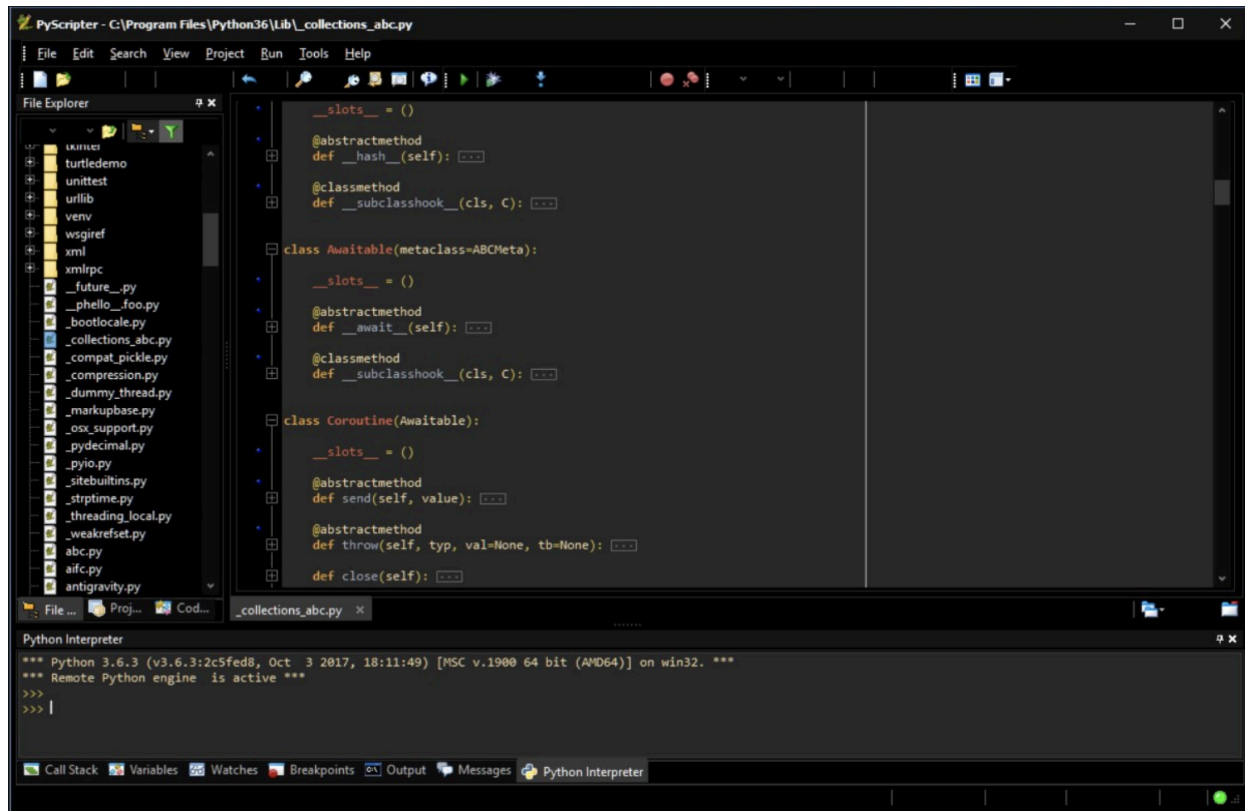 PyScripter - C:\Program Files\Python36\Lib\_collections_abc.py
File Edit Search View Project Run Tools Help
File Explorer
tkinter
turtledemo
unittest
urllib
venv
wsgiref
xml
xmlrpc
__future__.py
__phello__.foo.py
_bootlocale.py
_collections_abc.py
_compat_pickle.py
_compression.py
_dummy_thread.py
_markupbase.py
_osx_support.py
_pydecimal.py
_pyio.py
_sitebuiltins.py
_strptime.py
_threading_local.py
_weakrefset.py
abc.py
aifc.py
antigravity.py
File ... Proj... Cod...
__slots__ = ()
@abstractmethod
def __hash__(self): ...
@classmethod
def __subclasshook__(cls, C): ...
class Awaitable(metaclass=ABCMeta):
__slots__ = ()
@abstractmethod
def __await__(self): ...
@classmethod
def __subclasshook__(cls, C): ...
class Coroutine(Awaitable):
__slots__ = ()
@abstractmethod
def send(self, value): ...
@abstractmethod
def throw(self, typ, val=None, tb=None): ...
def close(self): ...
_collections_abc.py
Python Interpreter
*** Python 3.6.3 (v3.6.3:2c5fed8, Oct  3 2017, 18:11:49) [MSC v.1900 64 bit (AMD64)] on win32. ***
*** Remote Python engine  is active ***
>>>
>>>
Call Stack Variables Watches Breakpoints Output Messages Python Interpreter